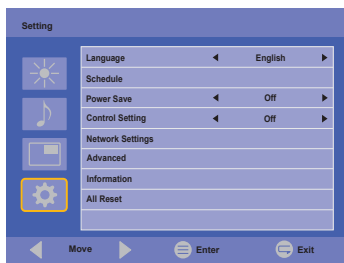 Setting
Language English
Schedule
Power Save Off
Control Setting Off
Network Settings
Advanced
Information
All Reset
Move Enter Exit